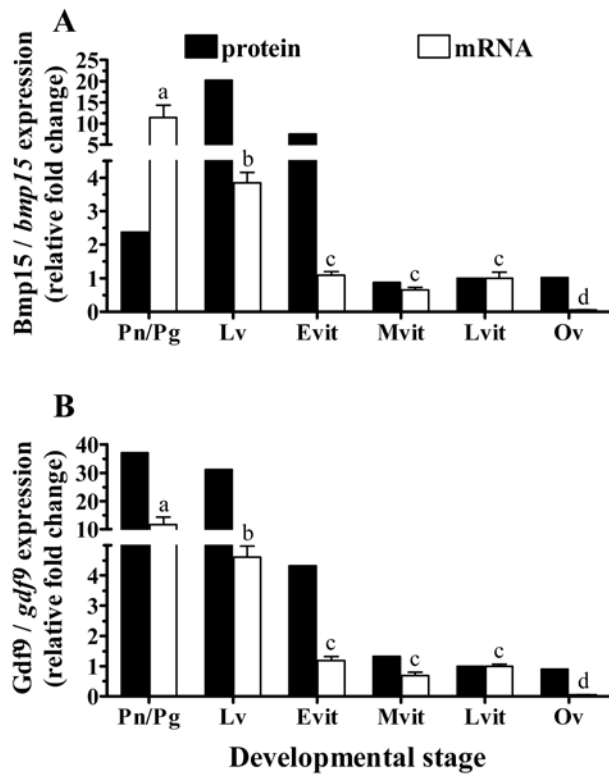 A
protein
mRNA
Bmp15 / bmp15 expression
(relative fold change)
25
20
15
10
5
4
3
2
1
0
a
b
c
c
c
d
Pn/Pg Lv Evit Mvit Lvit Ov
B
Gdf9 / gdf9 expression
(relative fold change)
40
30
20
10
4
3
2
1
0
a
b
c
c
c
d
Pn/Pg Lv Evit Mvit Lvit Ov
Developmental stage